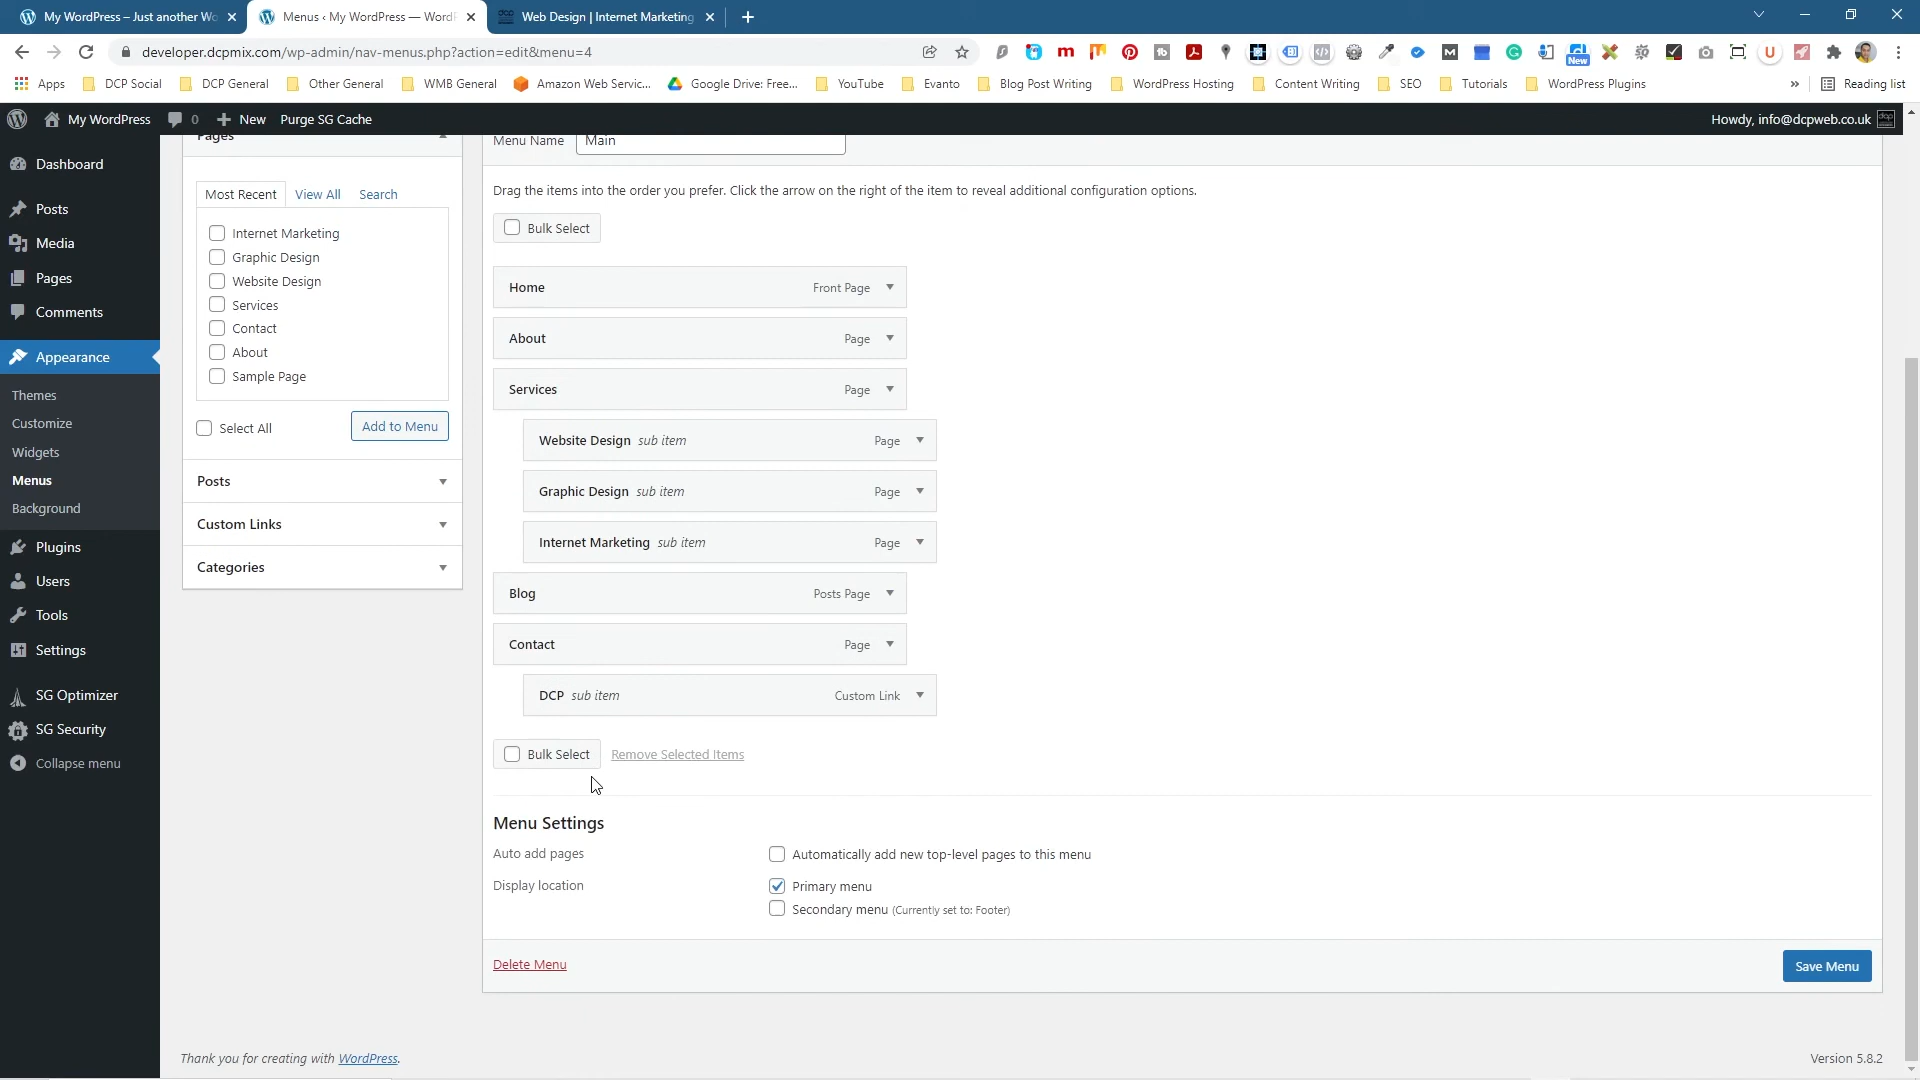 My WordPress – Just another Wo
Menus ‹ My WordPress — WordP
Web Design | Internet Marketing
developer.dcpmix.com/wp-admin/nav-menus.php?action=edit&menu=4
New
Apps
DCP Social
DCP General
Other General
WMB General
Amazon Web Servic...
Google Drive: Free...
YouTube
Evanto
Blog Post Writing
WordPress Hosting
Content Writing
SEO
Tutorials
WordPress Plugins
»
Reading list
My WordPress
0
New
Purge SG Cache
Howdy, info@dcpweb.co.uk
Dashboard
Posts
Media
Pages
Comments
Appearance
Themes
Customize
Widgets
Menus
Background
Plugins
Users
Tools
Settings
SG Optimizer
SG Security
Collapse menu
Pages
Most Recent
View All
Search
Internet Marketing
Graphic Design
Website Design
Services
Contact
About
Sample Page
Select All
Add to Menu
Posts
Custom Links
Categories
Menu Name
Main
Drag the items into the order you prefer. Click the arrow on the right of the item to reveal additional configuration options.
Bulk Select
Home Front Page
About Page
Services Page
Website Design sub item Page
Graphic Design sub item Page
Internet Marketing sub item Page
Blog Posts Page
Contact Page
DCP sub item Custom Link
Bulk Select Remove Selected Items
Menu Settings
Auto add pages
Automatically add new top-level pages to this menu
Display location
Primary menu
Secondary menu (Currently set to: Footer)
Delete Menu
Save Menu
Thank you for creating with WordPress.
Version 5.8.2